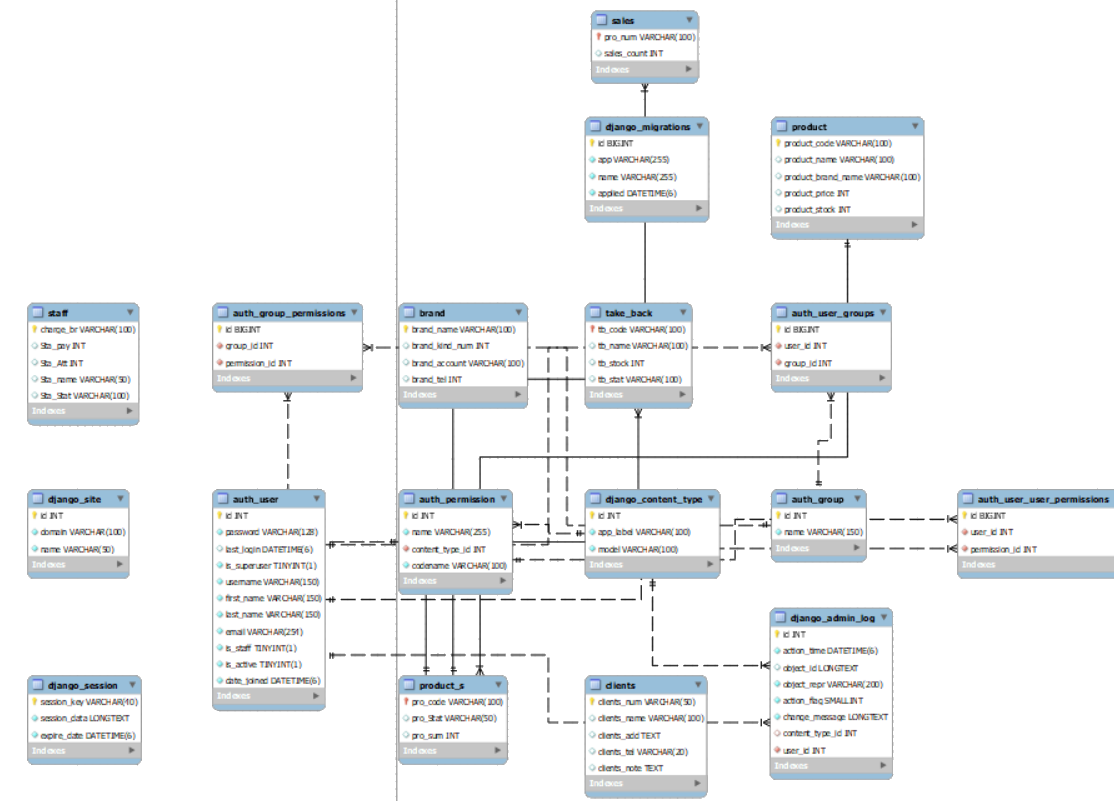 sales
pro_num VARCHAR(100)
sales_count INT
Indexes
django_migrations
id BIGINT
app VARCHAR(255)
name VARCHAR(255)
applied DATETIME(6)
Indexes
product
product_code VARCHAR(100)
product_name VARCHAR(100)
product_brand_name VARCHAR(100)
product_price INT
product_stock INT
Indexes
staff
charge_br VARCHAR(100)
Sta_pay INT
Sta_Att INT
Sta_name VARCHAR(50)
Sta_Stat VARCHAR(100)
Indexes
auth_group_permissions
id BIGINT
group_id INT
permission_id INT
Indexes
brand
brand_name VARCHAR(100)
brand_kind_num INT
brand_account VARCHAR(100)
brand_tel INT
Indexes
take_back
tb_code VARCHAR(100)
tb_name VARCHAR(100)
tb_stock INT
tb_stat VARCHAR(100)
Indexes
auth_user_groups
id BIGINT
user_id INT
group_id INT
Indexes
django_site
id INT
domain VARCHAR(100)
name VARCHAR(50)
Indexes
auth_user
id INT
password VARCHAR(128)
last_login DATETIME(6)
is_superuser TINYINT(1)
username VARCHAR(150)
first_name VARCHAR(150)
last_name VARCHAR(150)
email VARCHAR(254)
is_staff TINYINT(1)
is_active TINYINT(1)
date_joined DATETIME(6)
Indexes
auth_permission
id INT
name VARCHAR(255)
content_type_id INT
codename VARCHAR(100)
Indexes
django_content_type
id INT
app_label VARCHAR(100)
model VARCHAR(100)
Indexes
auth_group
id INT
name VARCHAR(150)
Indexes
auth_user_user_permissions
id BIGINT
user_id INT
permission_id INT
Indexes
django_session
session_key VARCHAR(40)
session_data LONGTEXT
expire_date DATETIME(6)
Indexes
product_s
pro_code VARCHAR(100)
pro_Stat VARCHAR(50)
pro_sum INT
Indexes
clients
clients_num VARCHAR(50)
clients_name VARCHAR(100)
clients_add TEXT
clients_tel VARCHAR(20)
clients_note TEXT
Indexes
django_admin_log
id INT
action_time DATETIME(6)
object_id LONGTEXT
object_repr VARCHAR(200)
action_flag SMALLINT
change_message LONGTEXT
content_type_id INT
user_id INT
Indexes